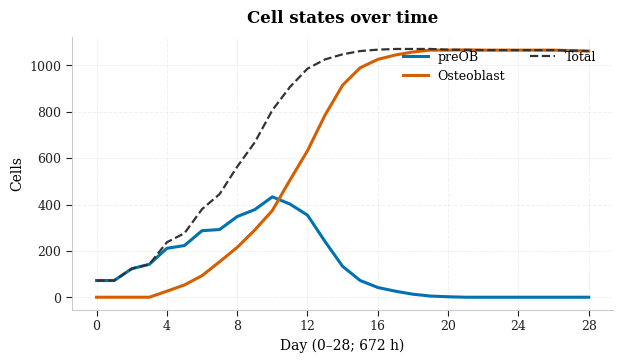 Cell states over time
Cells
1000
800
600
400
200
0
preOB
Osteoblast
Total
0 4 8 12 16 20 24 28
Day (0–28; 672 h)